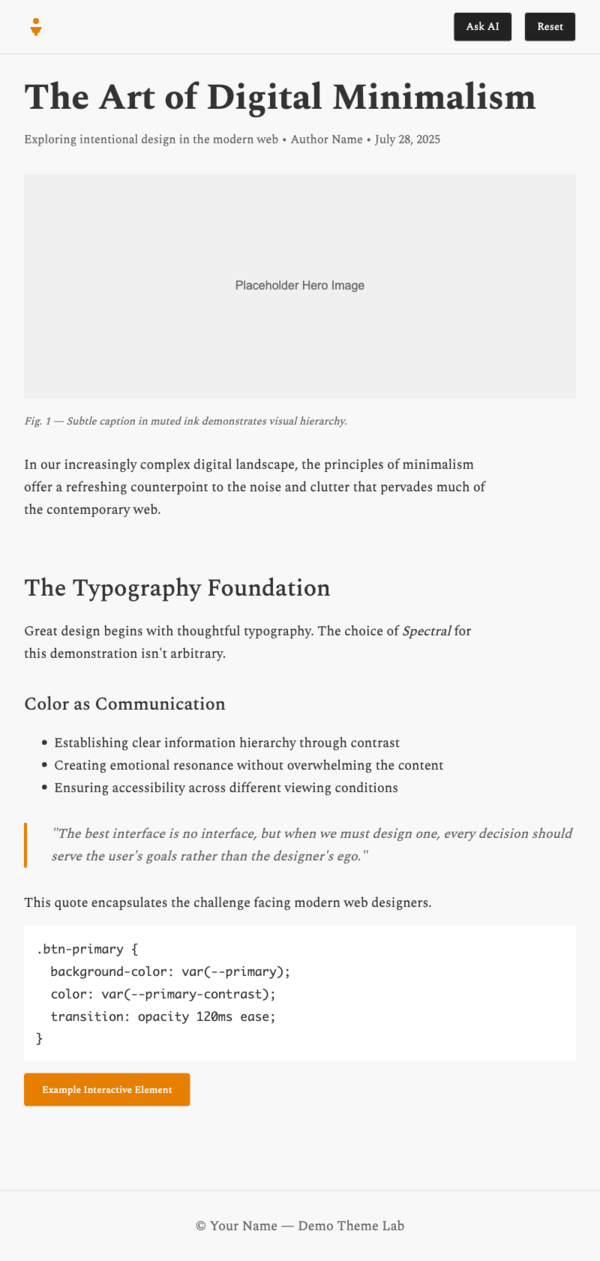 Ask AI Reset
The Art of Digital Minimalism
Exploring intentional design in the modern web • Author Name • July 28, 2025
Placeholder Hero Image
Fig. 1 — Subtle caption in muted ink demonstrates visual hierarchy.
In our increasingly complex digital landscape, the principles of minimalism
offer a refreshing counterpoint to the noise and clutter that pervades much of
the contemporary web.
The Typography Foundation
Great design begins with thoughtful typography. The choice of Spectral for
this demonstration isn't arbitrary.
Color as Communication
• Establishing clear information hierarchy through contrast
• Creating emotional resonance without overwhelming the content
• Ensuring accessibility across different viewing conditions
"The best interface is no interface, but when we must design one, every decision should
serve the user's goals rather than the designer's ego."
This quote encapsulates the challenge facing modern web designers.
.btn-primary {
  background-color: var(--primary);
  color: var(--primary-contrast);
  transition: opacity 120ms ease;
}
Example Interactive Element
© Your Name — Demo Theme Lab